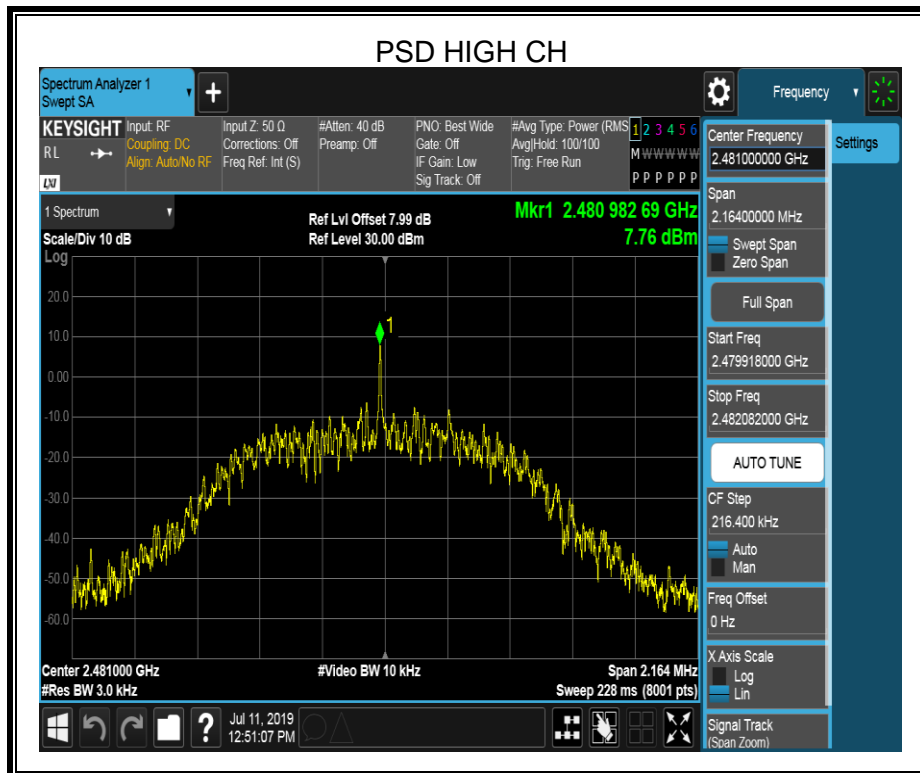 PSD HIGH CH
Spectrum Analyzer 1
Swept SA
Frequency
KEYSIGHT
RL
LXI
Input: RF
Coupling: DC
Align: Auto/No RF
Input Z: 50 Ω
Corrections: Off
Freq Ref: Int (S)
#Atten: 40 dB
Preamp: Off
PNO: Best Wide
Gate: Off
IF Gain: Low
Sig Track: Off
#Avg Type: Power (RMS
Avg|Hold: 100/100
Trig: Free Run
1 2 3 4 5 6
M W W W W W
P P P P P P
1 Spectrum
Scale/Div 10 dB
Log
Ref Lvl Offset 7.99 dB
Ref Level 30.00 dBm
Mkr1 2.480 982 69 GHz
7.76 dBm
20.0
10.0
0.00
-10.0
-20.0
-30.0
-40.0
-50.0
-60.0
1
Center 2.481000 GHz
#Res BW 3.0 kHz
#Video BW 10 kHz
Span 2.164 MHz
Sweep 228 ms (8001 pts)
Center Frequency
2.481000000 GHz
Settings
Span
2.16400000 MHz
Swept Span
Zero Span
Full Span
Start Freq
2.479918000 GHz
Stop Freq
2.482082000 GHz
AUTO TUNE
CF Step
216.400 kHz
Auto
Man
Freq Offset
0 Hz
X Axis Scale
Log
Lin
Signal Track
(Span Zoom)
?
Jul 11, 2019
12:51:07 PM